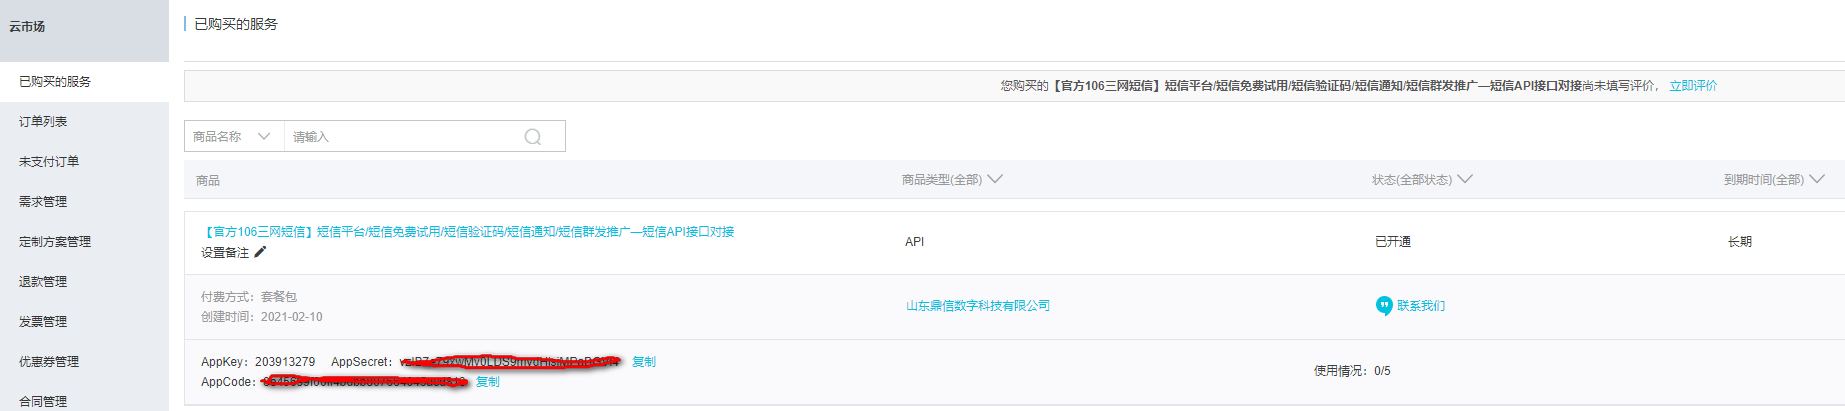 云市场
已购买的服务
订单列表
未支付订单
需求管理
定制方案管理
退款管理
发票管理
优惠券管理
合同管理
已购买的服务
您购买的【官方106三网短信】短信平台/短信免费试用/短信验证码/短信通知/短信群发推广—短信API接口对接尚未填写评价， 立即评价
商品名称 请输入
商品 商品类型(全部) 状态(全部状态) 到期时间(全部)
【官方106三网短信】短信平台/短信免费试用/短信验证码/短信通知/短信群发推广—短信API接口对接 API 已开通 长期
设置备注
付费方式：套餐包 山东鼎信数字科技有限公司 联系我们
创建时间：2021-02-10
AppKey：203913279 AppSecret： 复制
AppCode： 复制
使用情况：0/5